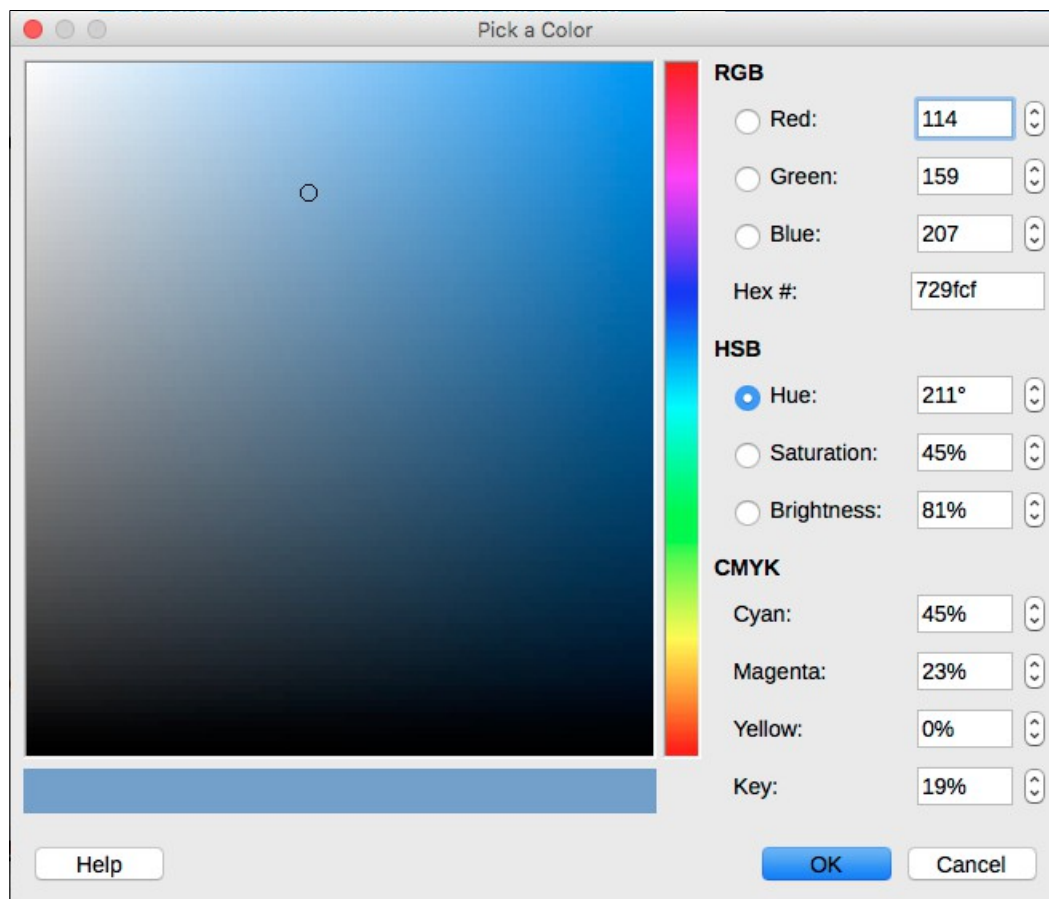 Pick a Color
RGB
Red: 114
Green: 159
Blue: 207
Hex #: 729fcf
HSB
Hue: 211°
Saturation: 45%
Brightness: 81%
CMYK
Cyan: 45%
Magenta: 23%
Yellow: 0%
Key: 19%
Help OK Cancel